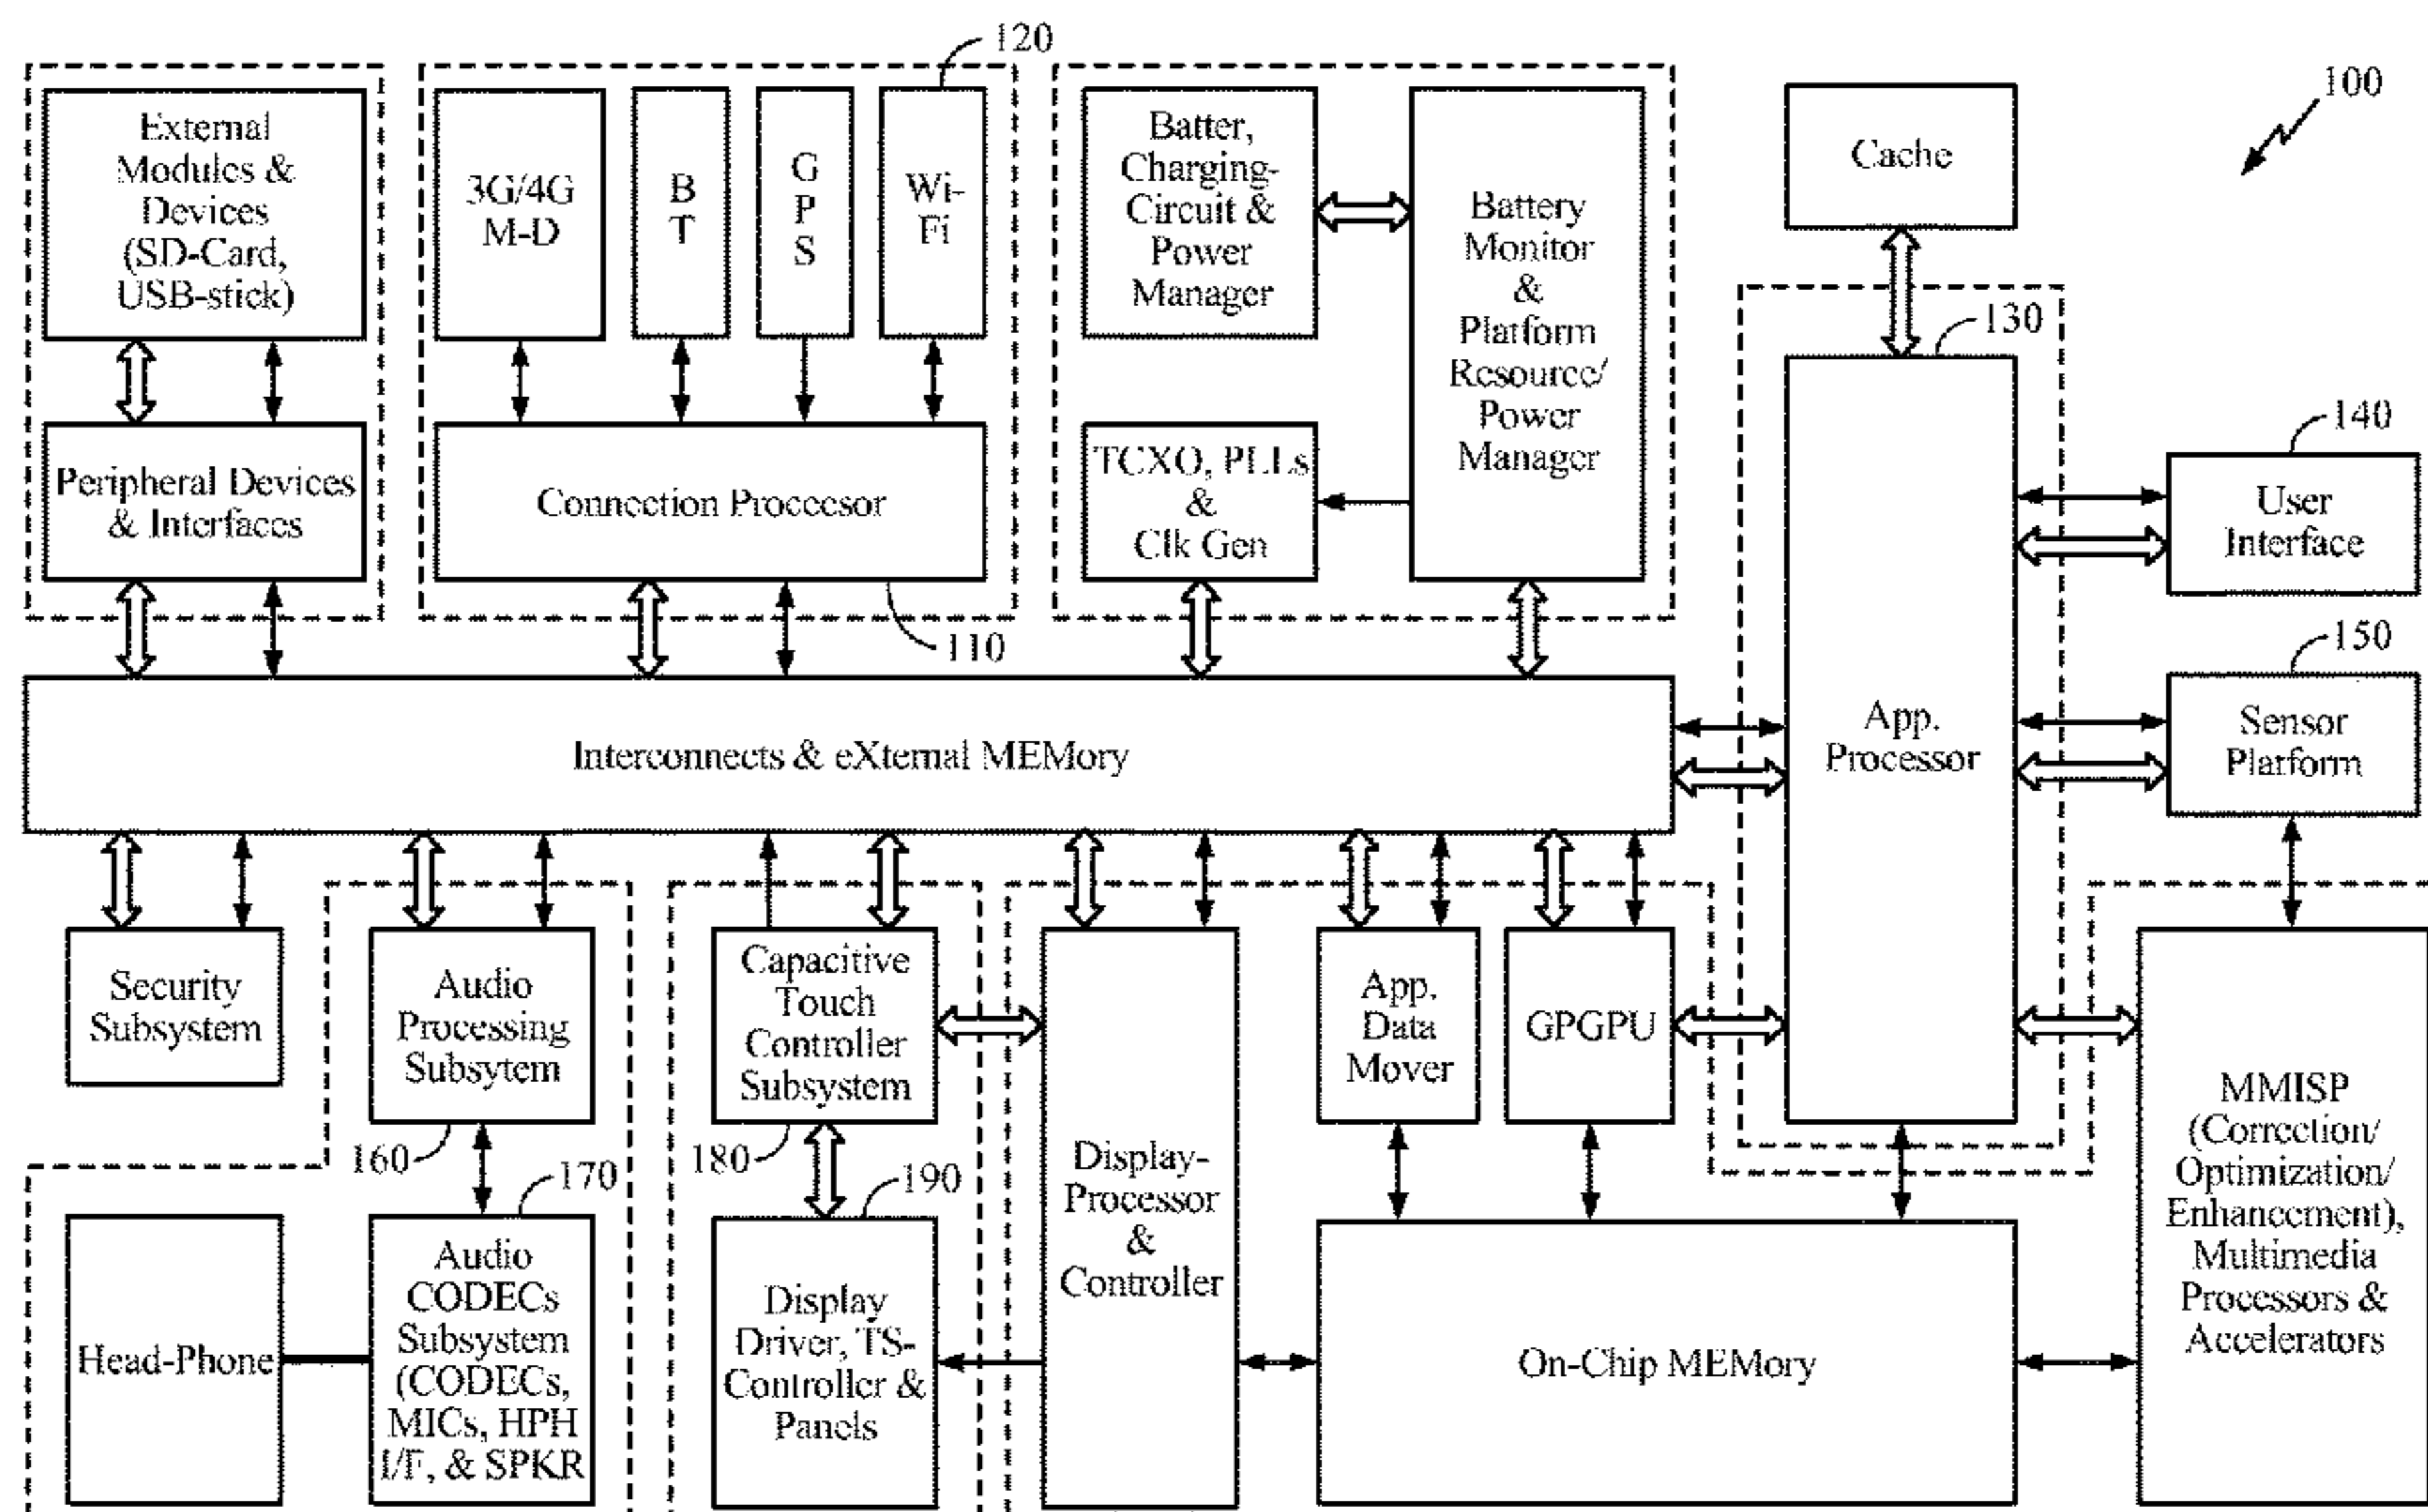 120
100
External
Modules &
Devices
(SD-Card,
USB-stick)
3G/4G
M-D
B
T
G
P
S
Wi-
Fi
Batter,
Charging-
Circuit &
Power
Manager
Battery
Monitor
&
Platform
Resource/
Power
Manager
Cache
130
Peripheral Devices
& Interfaces
Connection Procecsor
TCXO, PLLs
&
Clk Gen
140
User
Interface
110
150
Interconnects & eXternal MEMory
App.
Processor
Sensor
Platform
Security
Subsystem
Audio
Processing
Subsytem
Capacitive
Touch
Controller
Subsystem
App.
Data
Mover
GPGPU
160
170
180
190
Display-
Processor
&
Controller
MMISP
(Correction/
Optimization/
Enhancement),
Multimedia
Processors &
Accelerators
Head-Phone
Audio
CODECs
Subsystem
(CODECs,
MICs, HPH
I/F, & SPKR
Display
Driver, TS-
Controller &
Panels
On-Chip MEMory